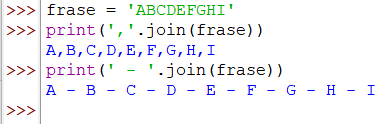 >>> frase = 'ABCDEFGHI'
>>> print(','.join(frase))
A,B,C,D,E,F,G,H,I
>>> print(' - '.join(frase))
A - B - C - D - E - F - G - H - I
>>>